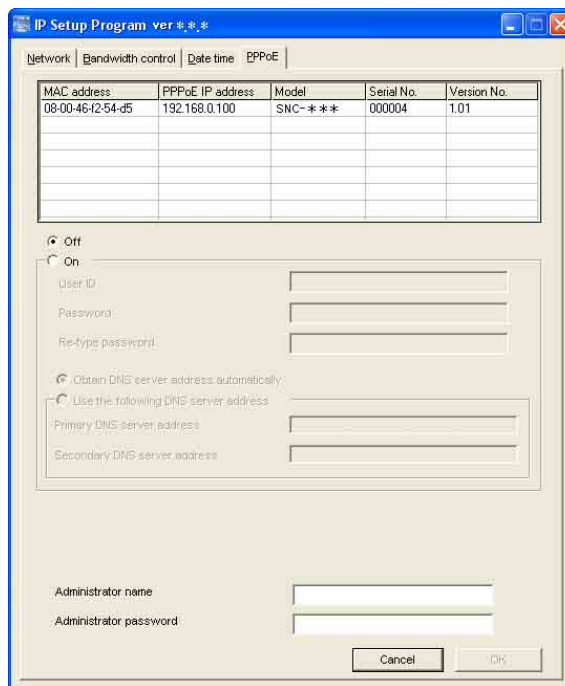 IP Setup Program ver *.*.*
Network Bandwidth control Date time PPPoE
MAC address PPPoE IP address Model Serial No. Version No.
08-00-46-f2-54-d5 192.168.0.100 SNC-*** 000004 1.01
Off
On
User ID
Password
Re-type password
Obtain DNS server address automatically
Use the following DNS server address
Primary DNS server address
Secondary DNS server address
Administrator name
Administrator password
Cancel OK